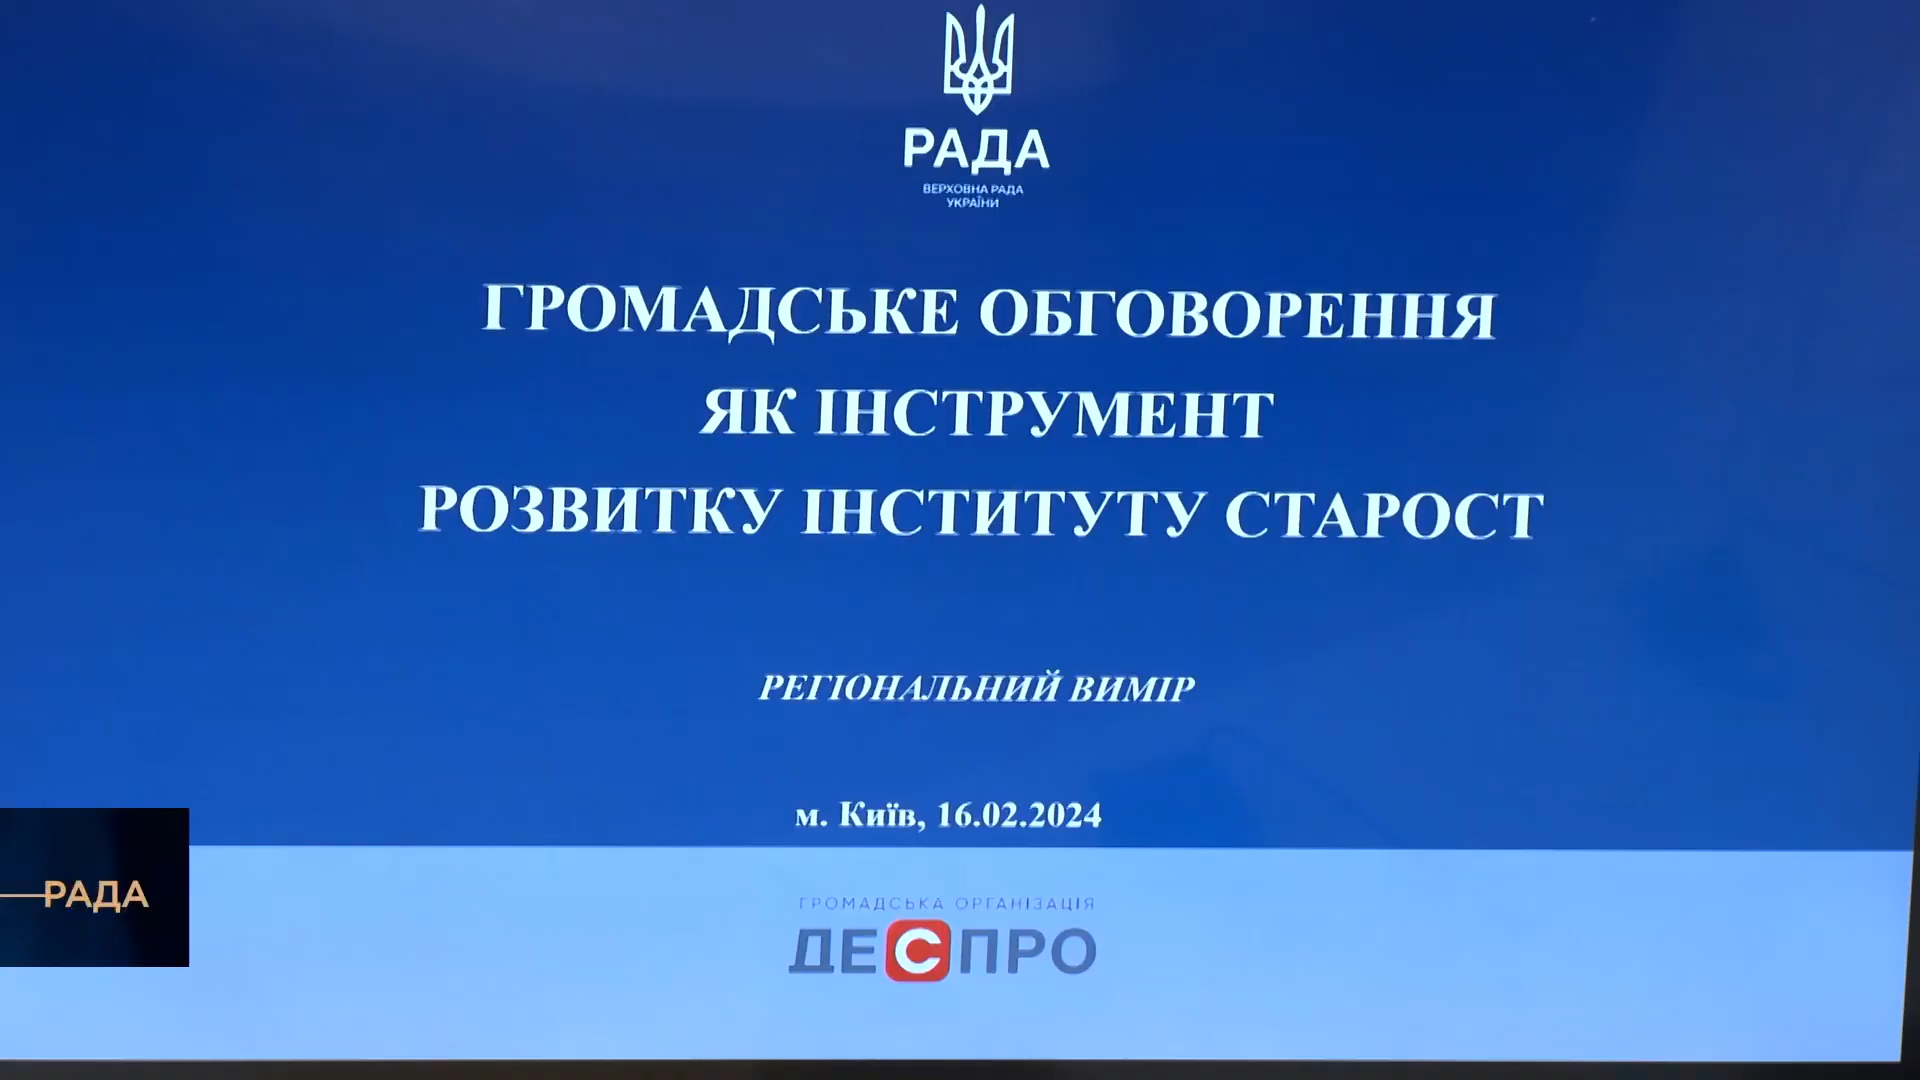 РАДА
ВЕРХОВНА РАДА
УКРАЇНИ
ГРОМАДСЬКЕ ОБГОВОРЕННЯ
ЯК ІНСТРУМЕНТ
РОЗВИТКУ ІНСТИТУТУ СТАРОСТ
РЕГІОНАЛЬНИЙ ВИМІР
м. Київ, 16.02.2024
РАДА
ГРОМАДСЬКА ОРГАНІЗАЦІЯ
ДЕСПРО